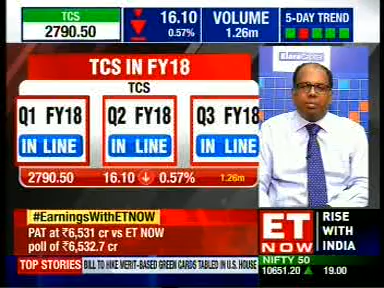 TCS
2790.50
16.10
0.57%
VOLUME
1.26m
5-DAY TREND
TCS IN FY18
TCS
Q1 FY18
IN LINE
Q2 FY18
IN LINE
Q3 FY18
IN LINE
2790.50 16.10 0.57% 1.26m
#EarningsWithETNOW
PAT at ₹6,531 cr vs ET NOW
poll of ₹6,532.7 cr
ET
NOW
RISE
WITH
INDIA
TOP STORIES
BILL TO HIKE MERIT-BASED GREEN CARDS TABLED IN U.S. HOUSE
NIFTY 50
10651.20 19.00